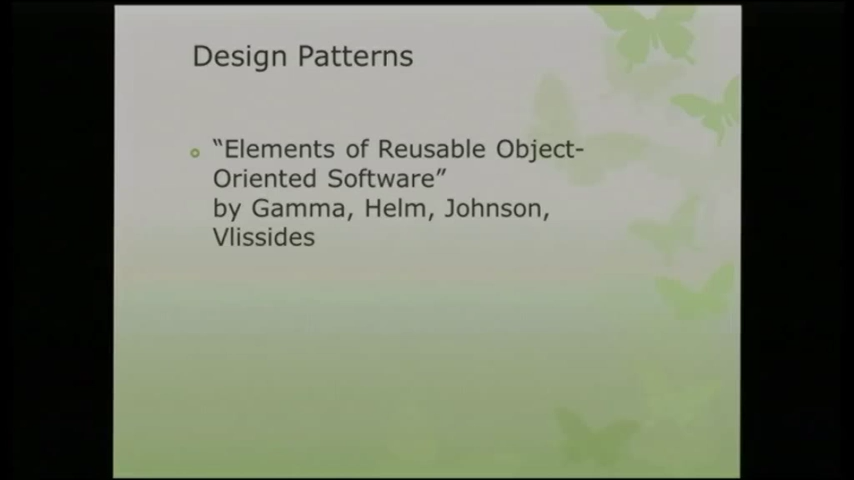 Design Patterns
“Elements of Reusable Object-
Oriented Software”
by Gamma, Helm, Johnson,
Vlissides